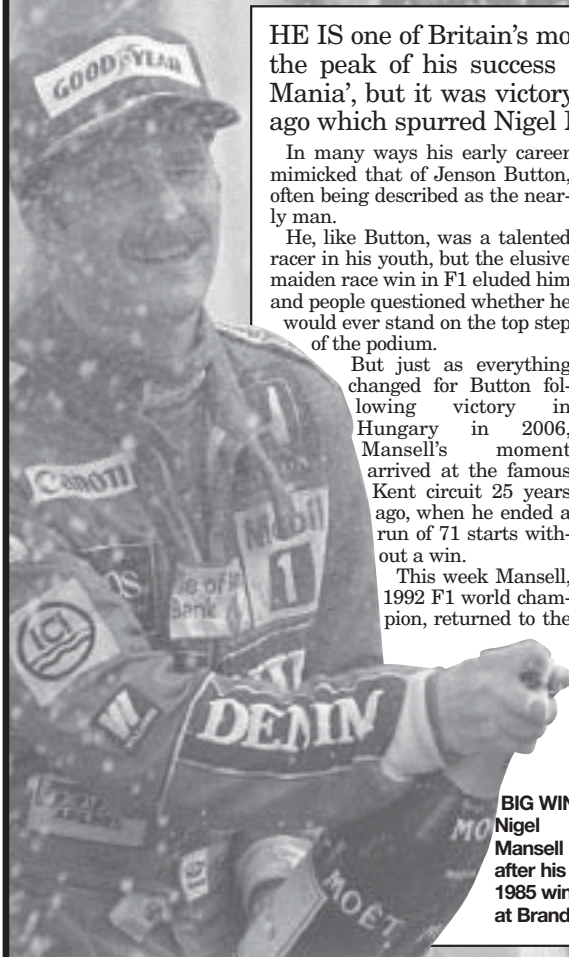 HE IS one of Britain's mo
the peak of his success
Mania', but it was victory
ago which spurred Nigel
In many ways his early career
mimicked that of Jenson Button,
often being described as the near-
ly man.
He, like Button, was a talented
racer in his youth, but the elusive
maiden race win in F1 eluded him
and people questioned whether he
would ever stand on the top step
of the podium.
But just as everything
changed for Button fol-
lowing victory in
Hungary in 2006,
Mansell's moment
arrived at the famous
Kent circuit 25 years
ago, when he ended a
run of 71 starts with-
out a win.
This week Mansell,
1992 F1 world cham-
pion, returned to the
GOODYEAR
Canon
Mobil
1
Bank
ICI
W
DENIM
MO
MOËT
BIG WIN
Nigel
Mansell
after his
1985 win
at Brand